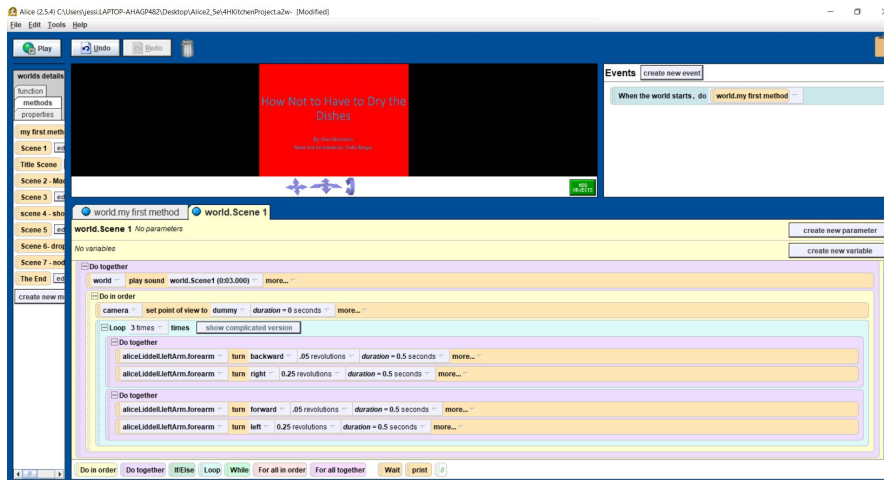 Alice (2.5.4) C:\Users\jessi.LAPTOP-AHAGP482\Desktop\Alice2_5e\4HKitchenProject.a2w- [Modified]
File Edit Tools Help
Play Undo Redo
worlds details
function
methods
properties
my first meth
Scene 1 ed
Title Scene
Scene 2 - Mac
Scene 3 ed
scene 4 - sho
Scene 5 ed
Scene 6- drop
Scene 7 - nod
The End ed
create new m
How Not to Have to Dry the
Dishes
ADD
OBJECTS
Events create new event
When the world starts, do world.my first method
world.my first method world.Scene 1
world.Scene 1 No parameters create new parameter
No variables create new variable
Do together
world play sound world.Scene1 (0:03.000) more...
Do in order
camera set point of view to dummy duration = 0 seconds more...
Loop 3 times times show complicated version
Do together
aliceLiddell.leftArm.forearm turn backward .05 revolutions duration = 0.5 seconds more...
aliceLiddell.leftArm.forearm turn right 0.25 revolutions duration = 0.5 seconds more...
Do together
aliceLiddell.leftArm.forearm turn forward .05 revolutions duration = 0.5 seconds more...
aliceLiddell.leftArm.forearm turn left 0.25 revolutions duration = 0.5 seconds more...
Do in order Do together If/Else Loop While For all in order For all together Wait print //